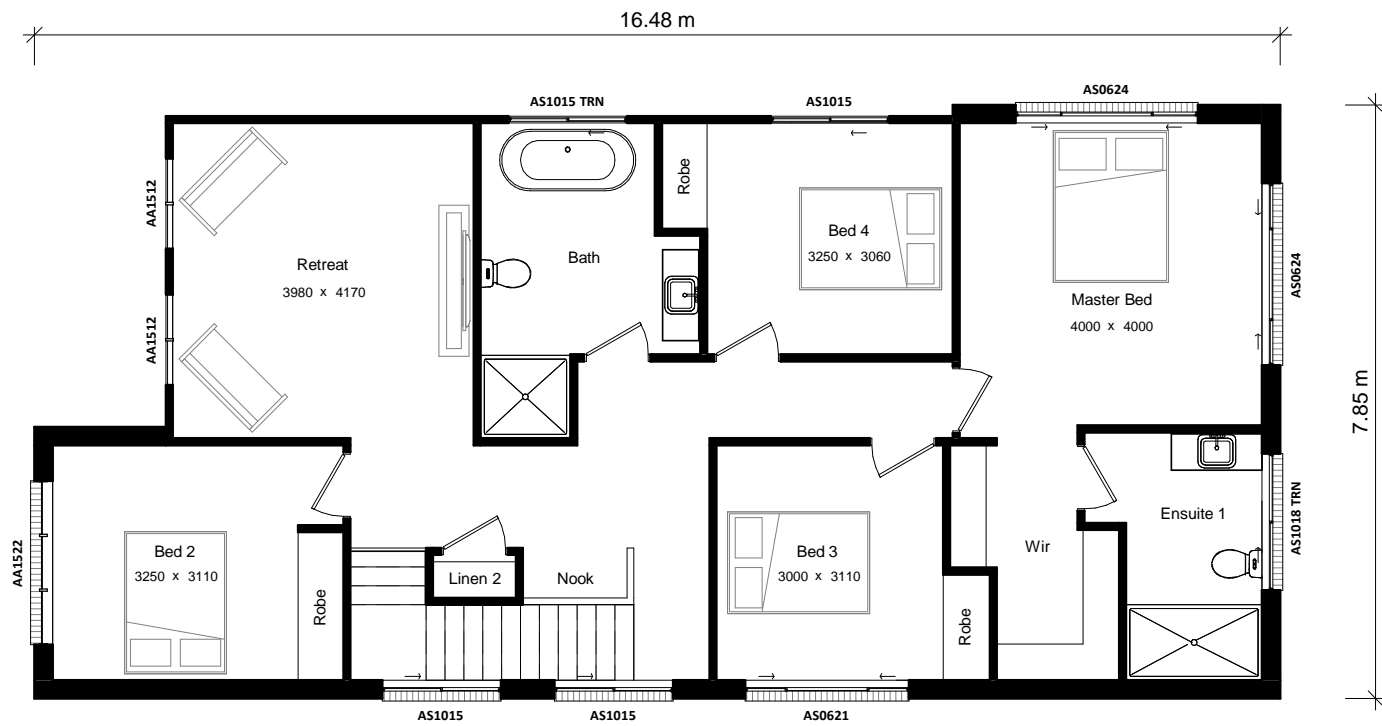 16.48 m
AS1015 TRN
AS1015
AS0624
AA1512
AA1512
Retreat
3980 x 4170
Bath
Robe
Bed 4
3250 x 3060
Master Bed
4000 x 4000
AS0624
7.85 m
AA1522
Bed 2
3250 x 3110
Robe
Linen 2
Nook
Bed 3
3000 x 3110
Robe
Wir
Ensuite 1
AS1018 TRN
AS1015
AS1015
AS0621